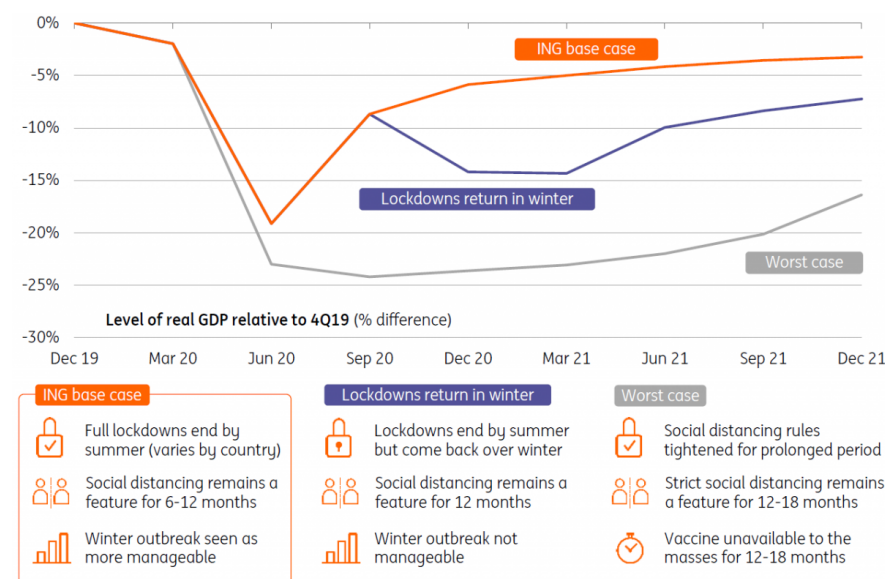 0%
ING base case
-5%
-10%
-15%
Lockdowns return in winter
-20%
Worst case
-25%
Level of real GDP relative to 4Q19 (% difference)
-30%
Dec 19 Mar 20 Jun 20 Sep 20 Dec 20 Mar 21 Jun 21 Sep 21 Dec 21
ING base case
Full lockdowns end by
summer (varies by country)
Social distancing remains a
feature for 6-12 months
Winter outbreak seen as
more manageable
Lockdowns return in winter
Lockdowns end by summer
but come back over winter
Social distancing remains a
feature for 12 months
Winter outbreak not
manageable
Worst case
Social distancing rules
tightened for prolonged period
Strict social distancing remains
a feature for 12-18 months
Vaccine unavailable to the
masses for 12-18 months